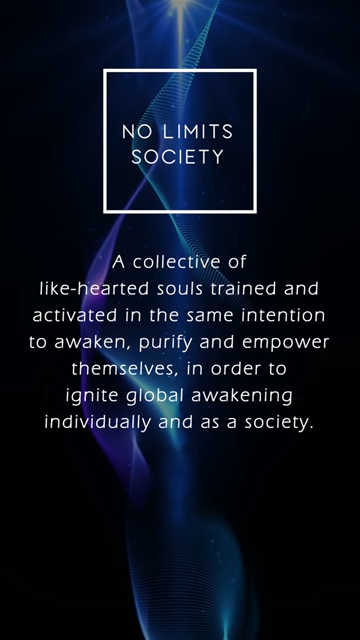 NO LIMITS
SOCIETY
A collective of
like-hearted souls trained and
activated in the same intention
to awaken, purify and empower
themselves, in order to
ignite global awakening
individually and as a society.